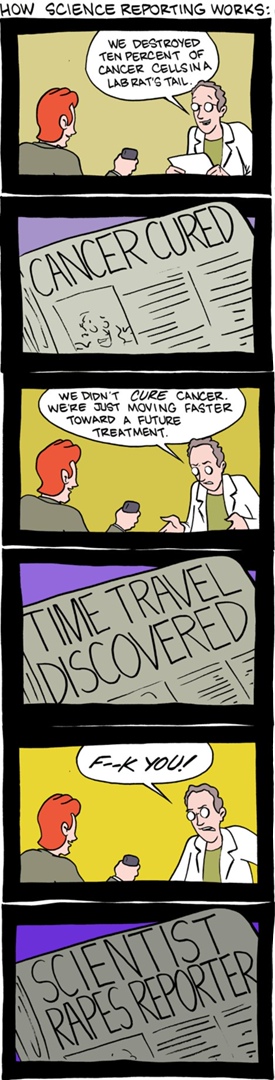 HOW SCIENCE REPORTING WORKS:
WE DESTROYED
TEN PERCENT OF
CANCER CELLS IN A
LAB RAT'S TAIL.
CANCER CURED
WE DIDN'T CURE CANCER.
WE'RE JUST MOVING FASTER
TOWARD A FUTURE
TREATMENT.
TIME TRAVEL
DISCOVERED
F--K YOU!
SCIENTIST
RAPES REPORTER